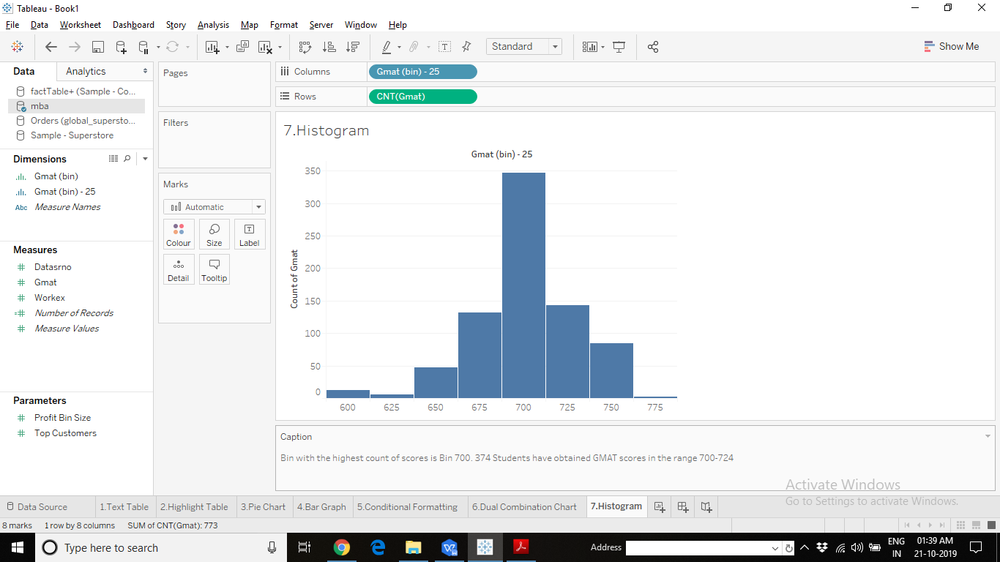 Tableau - Book1
File Data Worksheet Dashboard Story Analysis Map Format Server Window Help
Standard
Show Me
Data Analytics
factTable+ (Sample - Co...
mba
Orders (global_supersto...
Sample - Superstore
Dimensions
Gmat (bin)
Gmat (bin) - 25
Abc Measure Names
Measures
Datasrno
Gmat
Workex
Number of Records
Measure Values
Parameters
Profit Bin Size
Top Customers
Pages
Filters
Marks
Automatic
Colour Size Label
Detail Tooltip
Columns Gmat (bin) - 25
Rows CNT(Gmat)
7.Histogram
Gmat (bin) - 25
Count of Gmat
350
300
250
200
150
100
50
0
600 625 650 675 700 725 750 775
Caption
Bin with the highest count of scores is Bin 700. 374 Students have obtained GMAT scores in the range 700-724
Activate Windows
Go to Settings to activate Windows.
Data Source 1.Text Table 2.Highlight Table 3.Pie Chart 4.Bar Graph 5.Conditional Formatting 6.Dual Combination Chart 7.Histogram
8 marks 1 row by 8 columns SUM of CNT(Gmat): 773
Type here to search
Address
ENG
IN
01:39 AM
21-10-2019